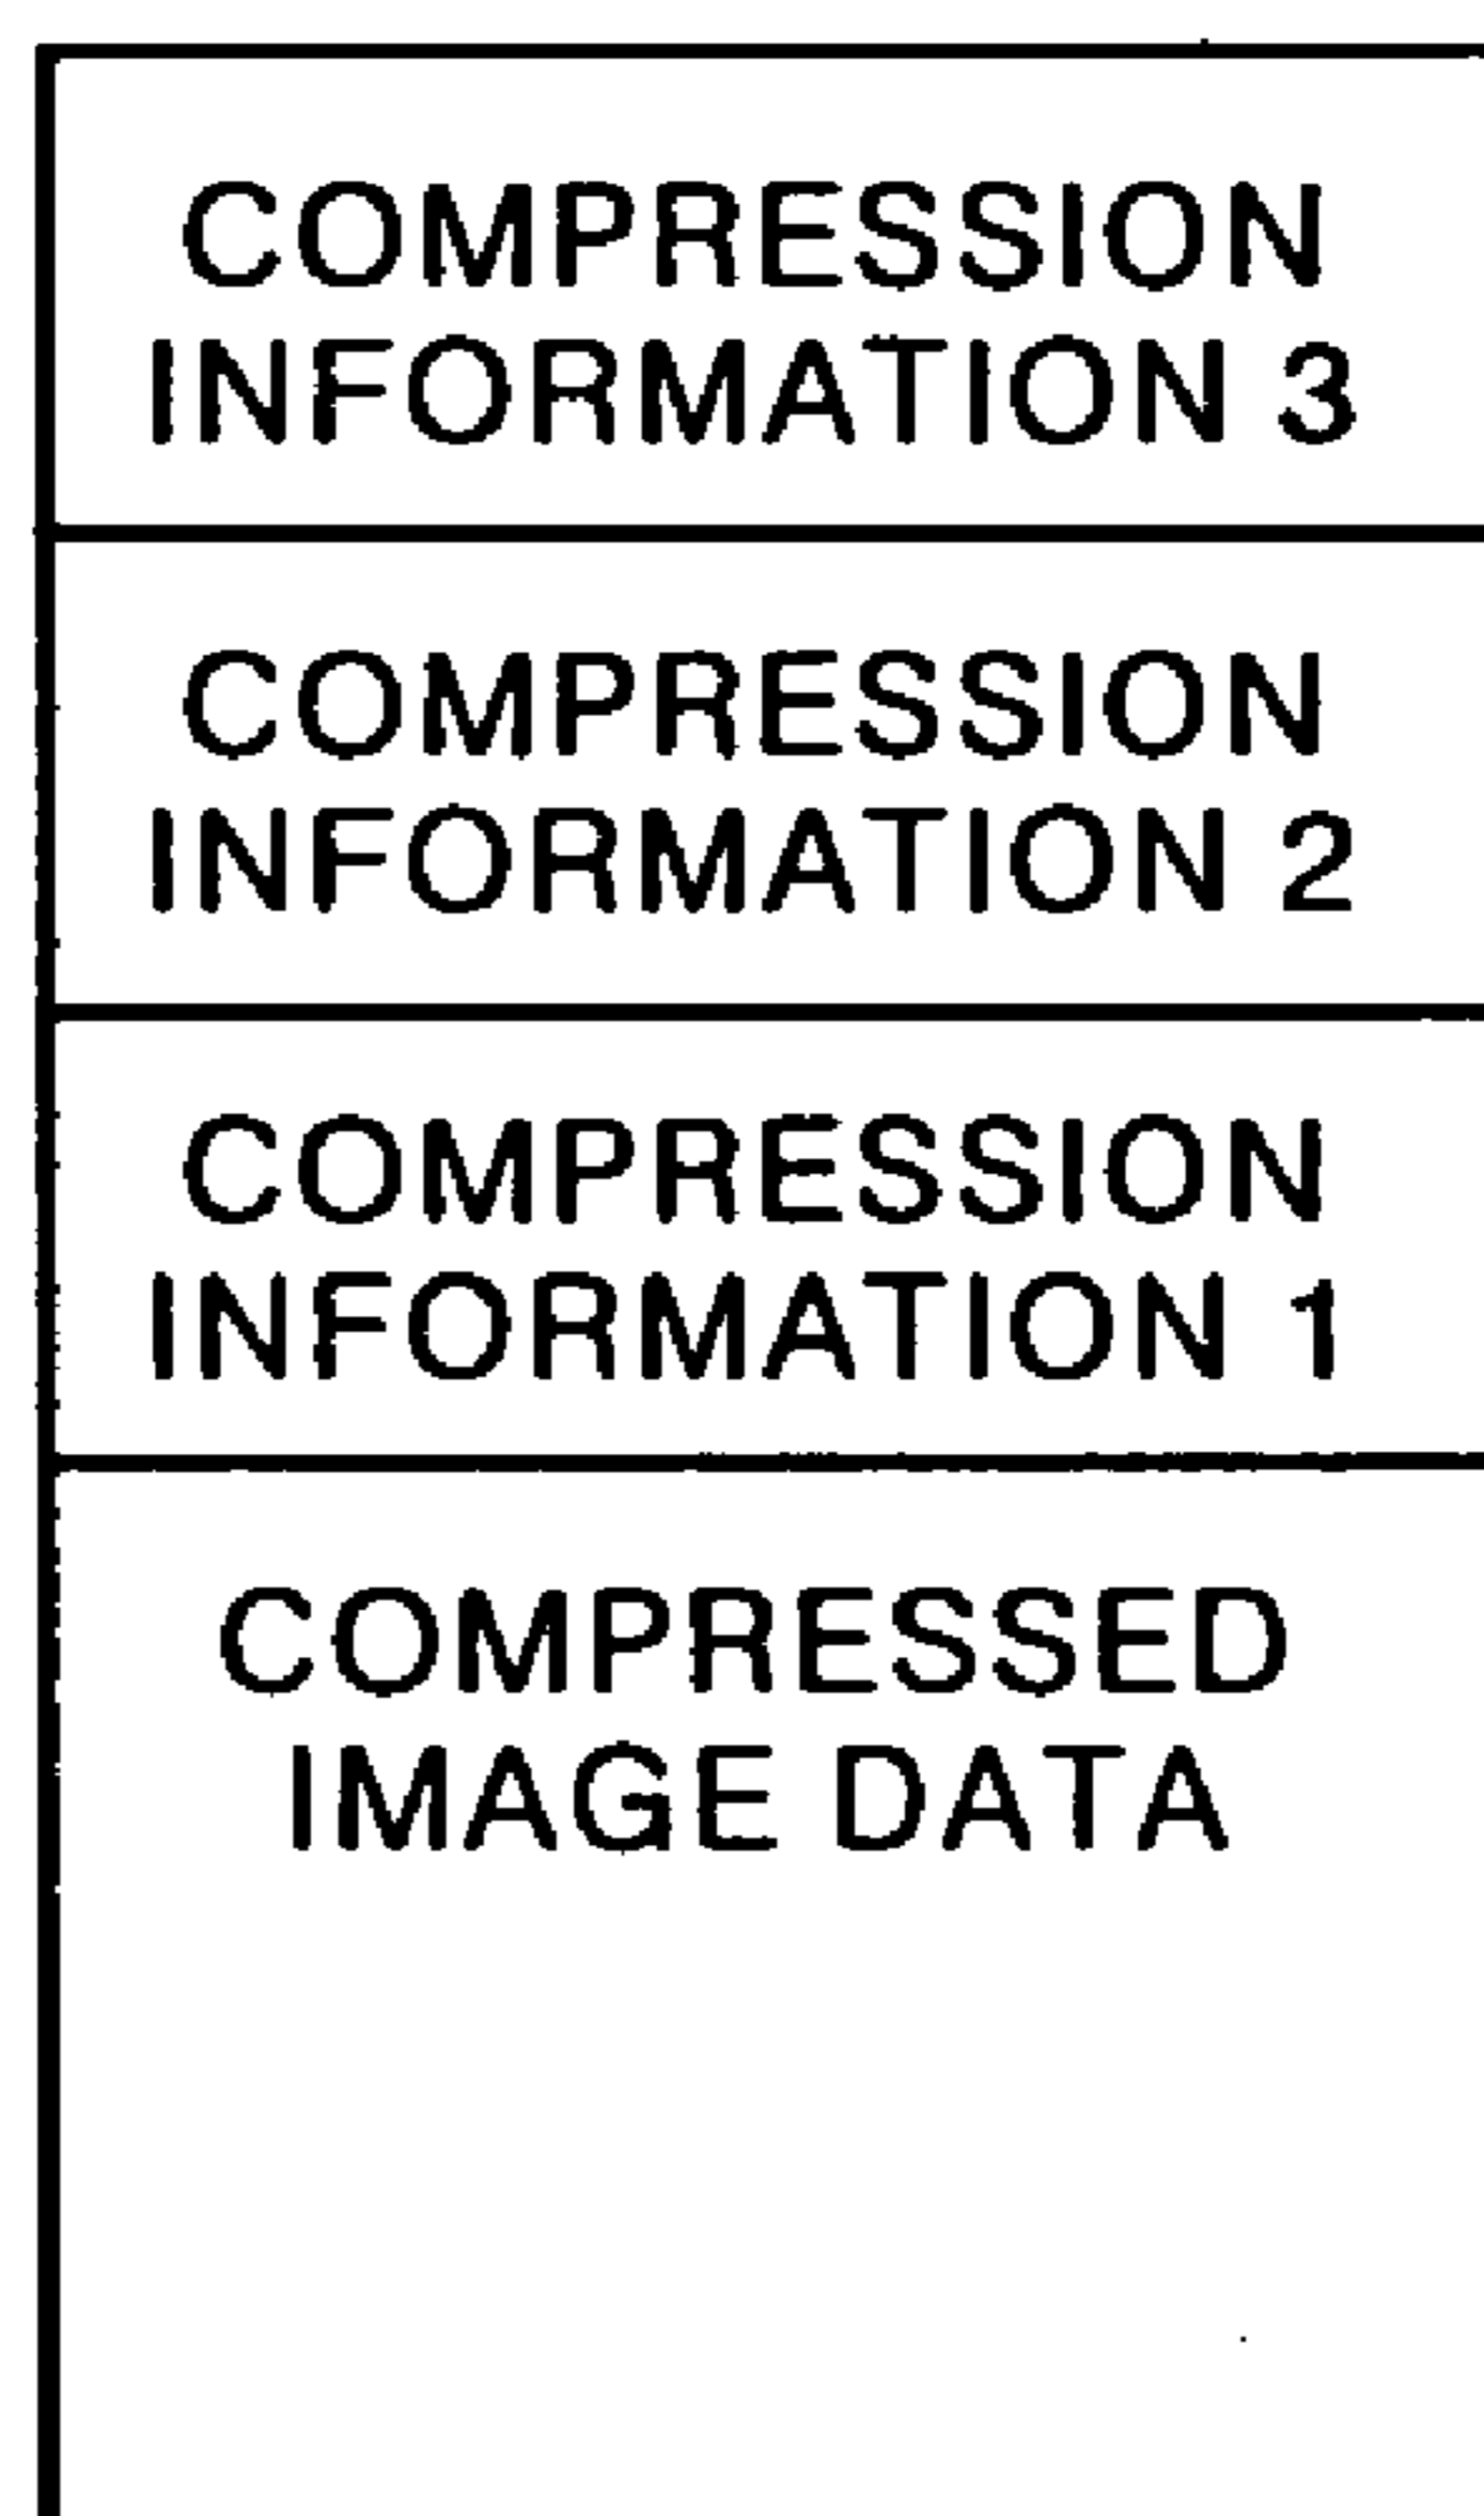 COMPRESSION
INFORMATION 3
COMPRESSION
INFORMATION 2
COMPRESSION
INFORMATION 1
COMPRESSED
IMAGE DATA